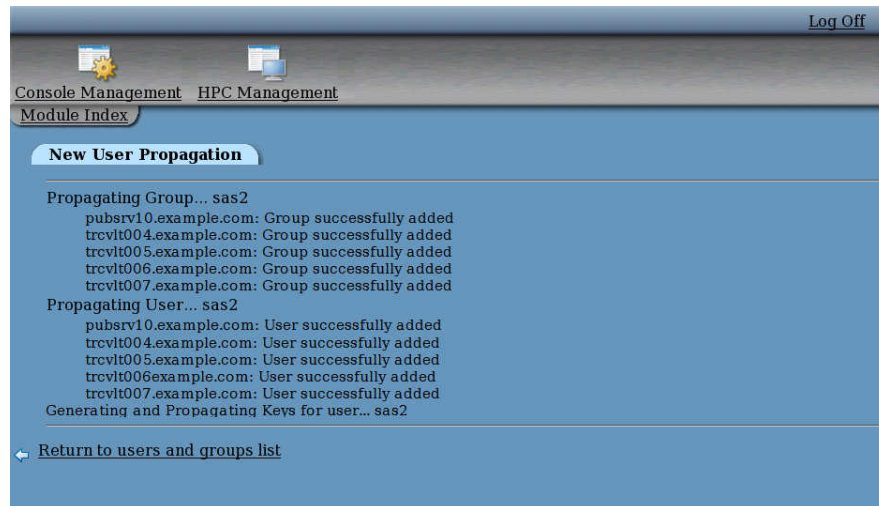 Log Off
Console Management HPC Management
Module Index
New User Propagation
Propagating Group... sas2
pubsrv10.example.com: Group successfully added
trcvlt004.example.com: Group successfully added
trcvlt005.example.com: Group successfully added
trcvlt006.example.com: Group successfully added
trcvlt007.example.com: Group successfully added
Propagating User... sas2
pubsrv10.example.com: User successfully added
trcvlt004.example.com: User successfully added
trcvlt005.example.com: User successfully added
trcvlt006example.com: User successfully added
trcvlt007.example.com: User successfully added
Generating and Propagating Keys for user... sas2
Return to users and groups list